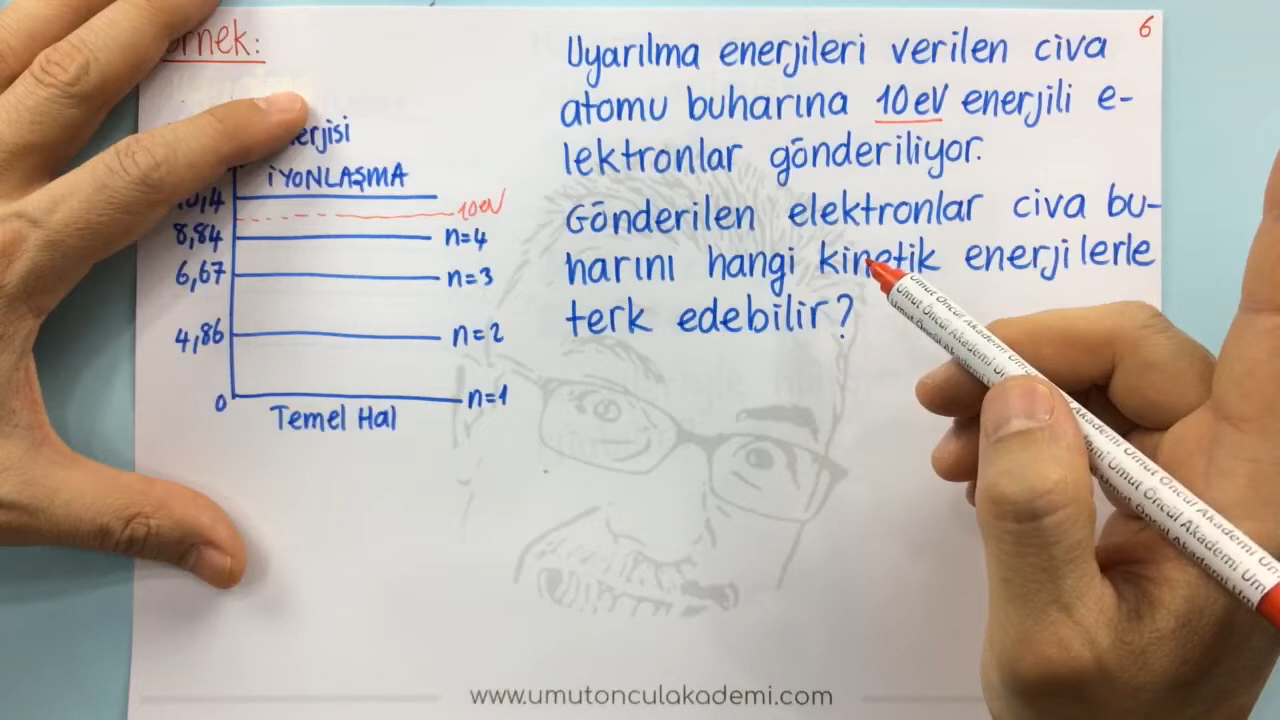 örnek:
6
Uyarılma enerjileri verilen civa
atomu buharına 10eV enerjili e-
lektronlar gönderiliyor.
Gönderilen elektronlar civa bu-
harını hangi kinetik enerjilerle
terk edebilir?
İYONLAŞMA
10eV
8,84 n=4
6,67 n=3
4,86 n=2
0 n=1
Temel Hal
Umut Öncül Akademi
www.umutonculakademi.com